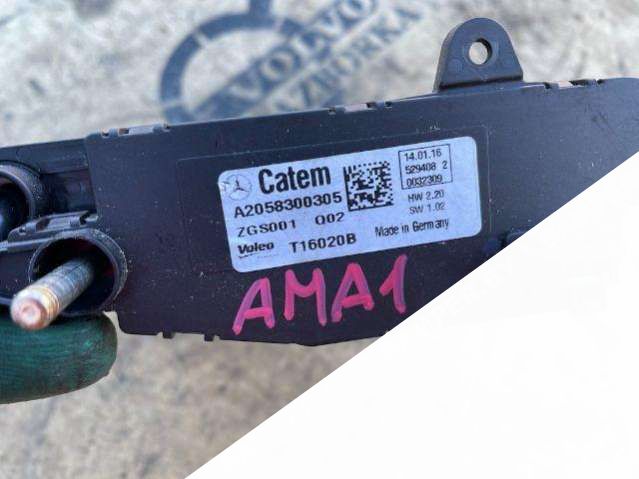 VOLVO
RAZBORKA
Catem
A2058300305
ZGS001 Q02
Valeo T16020B
14.01.16
529408 2
0032309
HW 2.20
SW 1.02
Made in Germany
AMA1